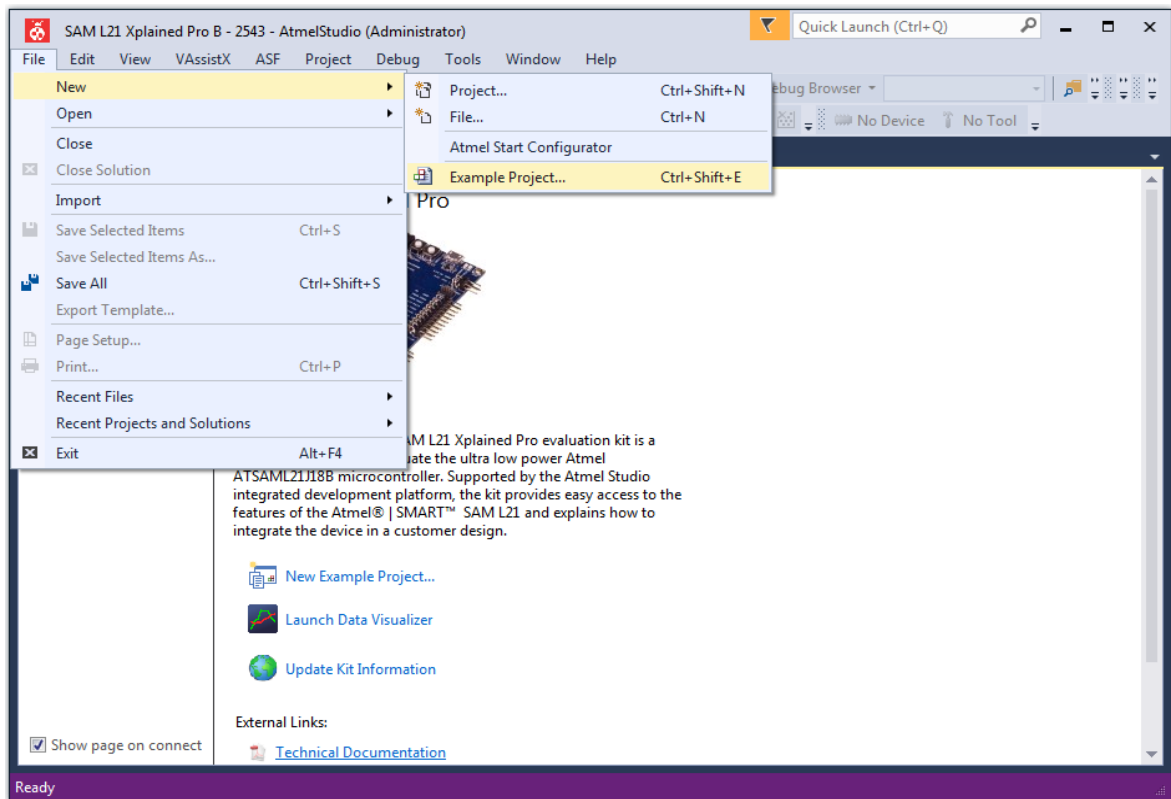 SAM L21 Xplained Pro B - 2543 - AtmelStudio (Administrator)
Quick Launch (Ctrl+Q)
File Edit View VAssistX ASF Project Debug Tools Window Help
New
Open
Close
Close Solution
Import
Save Selected Items Ctrl+S
Save Selected Items As...
Save All Ctrl+Shift+S
Export Template...
Page Setup...
Print... Ctrl+P
Recent Files
Recent Projects and Solutions
Exit Alt+F4
Project... Ctrl+Shift+N
File... Ctrl+N
Atmel Start Configurator
Example Project... Ctrl+Shift+E
Browser
No Device No Tool
Pro
L21 Xplained Pro evaluation kit is a
the ultra low power Atmel
ATSAML21J18B microcontroller. Supported by the Atmel Studio
integrated development platform, the kit provides easy access to the
features of the Atmel® | SMART™ SAM L21 and explains how to
integrate the device in a custom design.
New Example Project...
Launch Data Visualizer
Update Kit Information
External Links:
Technical Documentation
Show page on connect
Ready